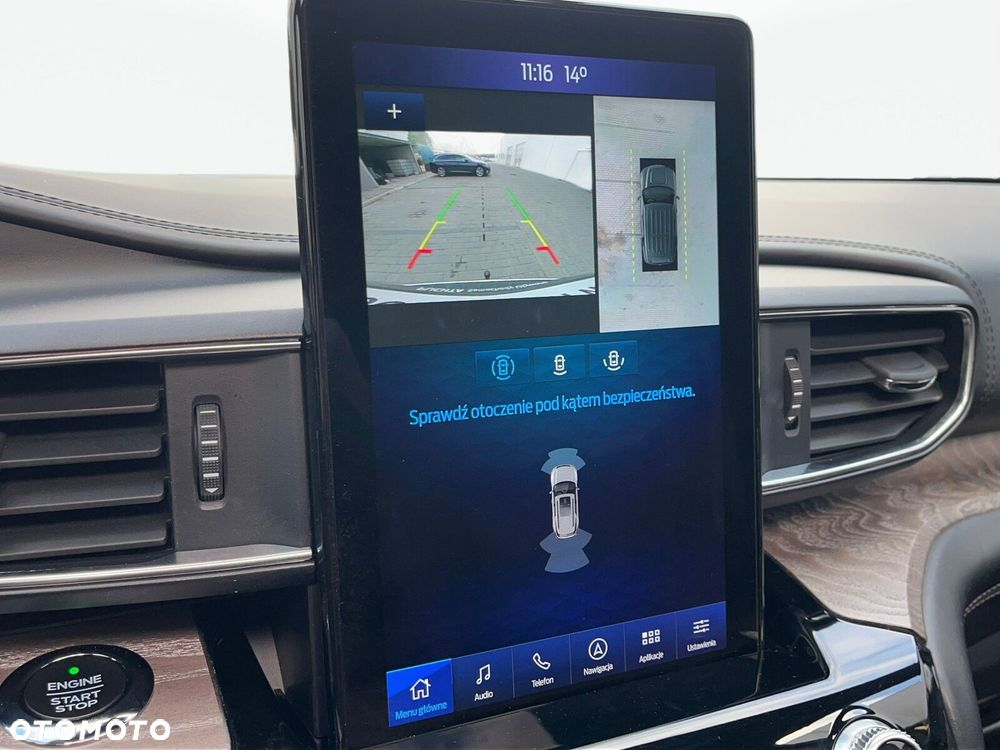 11:16 14°
+
Sprawdź otoczenie pod kątem bezpieczeństwa.
Menu główne
Audio
Telefon
Nawigacja
Aplikacje
Ustawienia
ENGINE
START
STOP
OTOMOTO